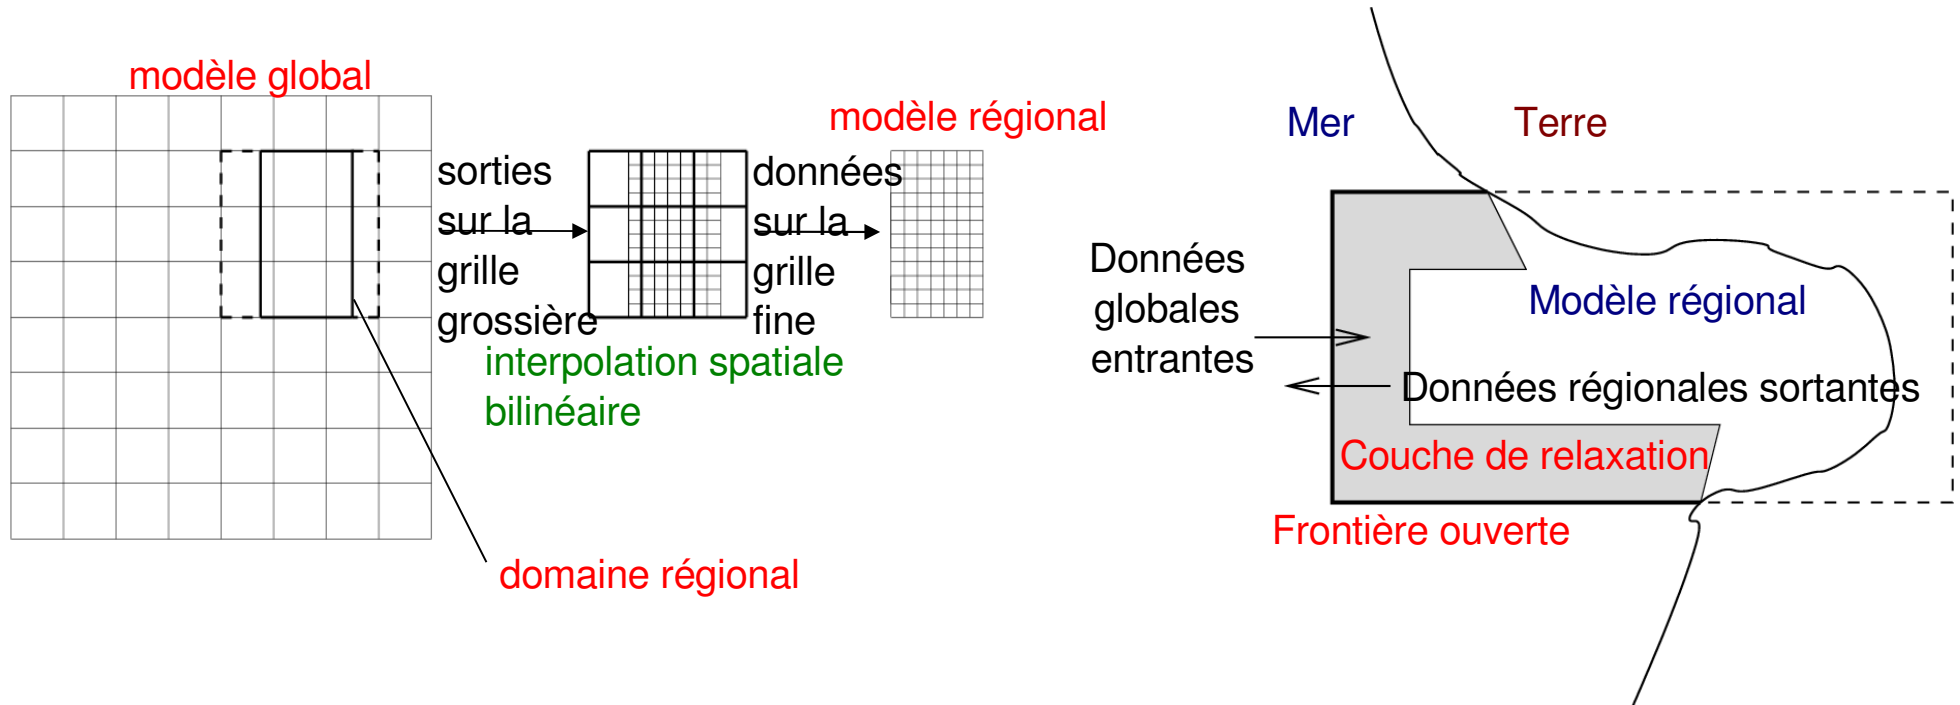 modèle global
sorties
sur la
grille
grossière
interpolation spatiale
bilinéaire
données
sur la
grille
fine
modèle régional
domaine régional
Mer
Terre
Données
globales
entrantes
Modèle régional
Données régionales sortantes
Couche de relaxation
Frontière ouverte